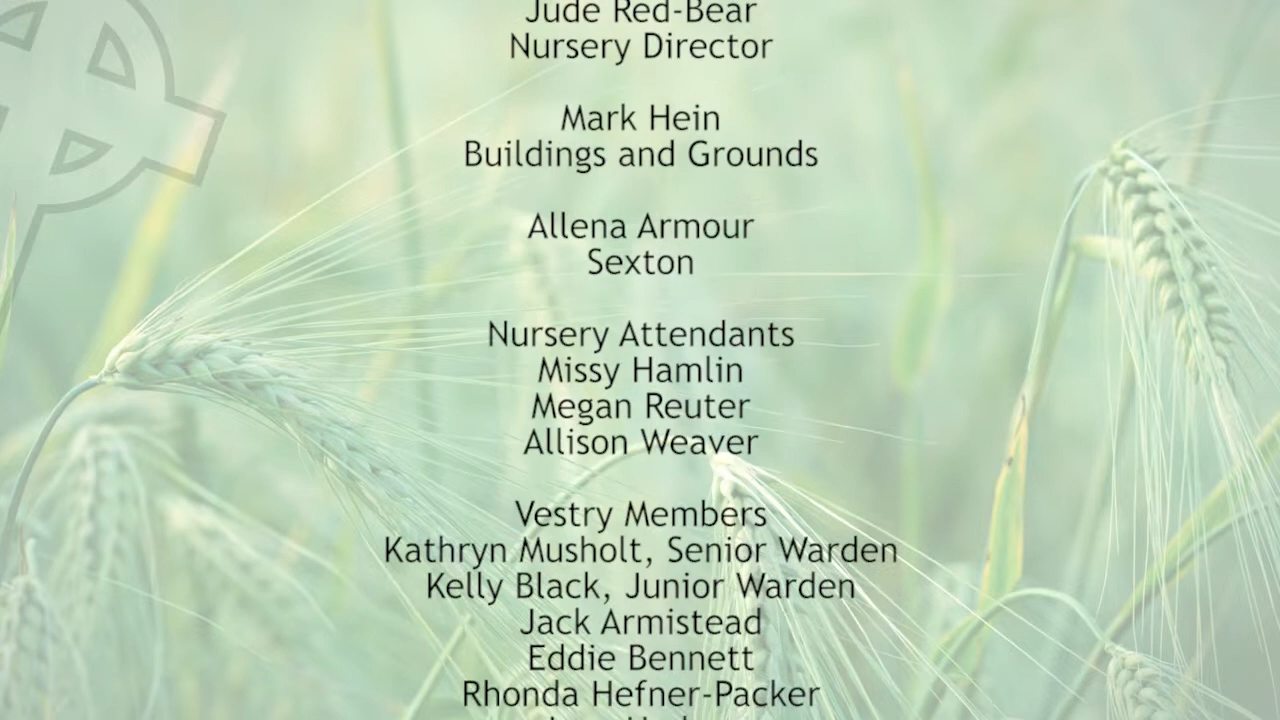 Jude Red-Bear
Nursery Director
Mark Hein
Buildings and Grounds
Allena Armour
Sexton
Nursery Attendants
Missy Hamlin
Megan Reuter
Allison Weaver
Vestry Members
Kathryn Musholt, Senior Warden
Kelly Black, Junior Warden
Jack Armistead
Eddie Bennett
Rhonda Hefner-Packer